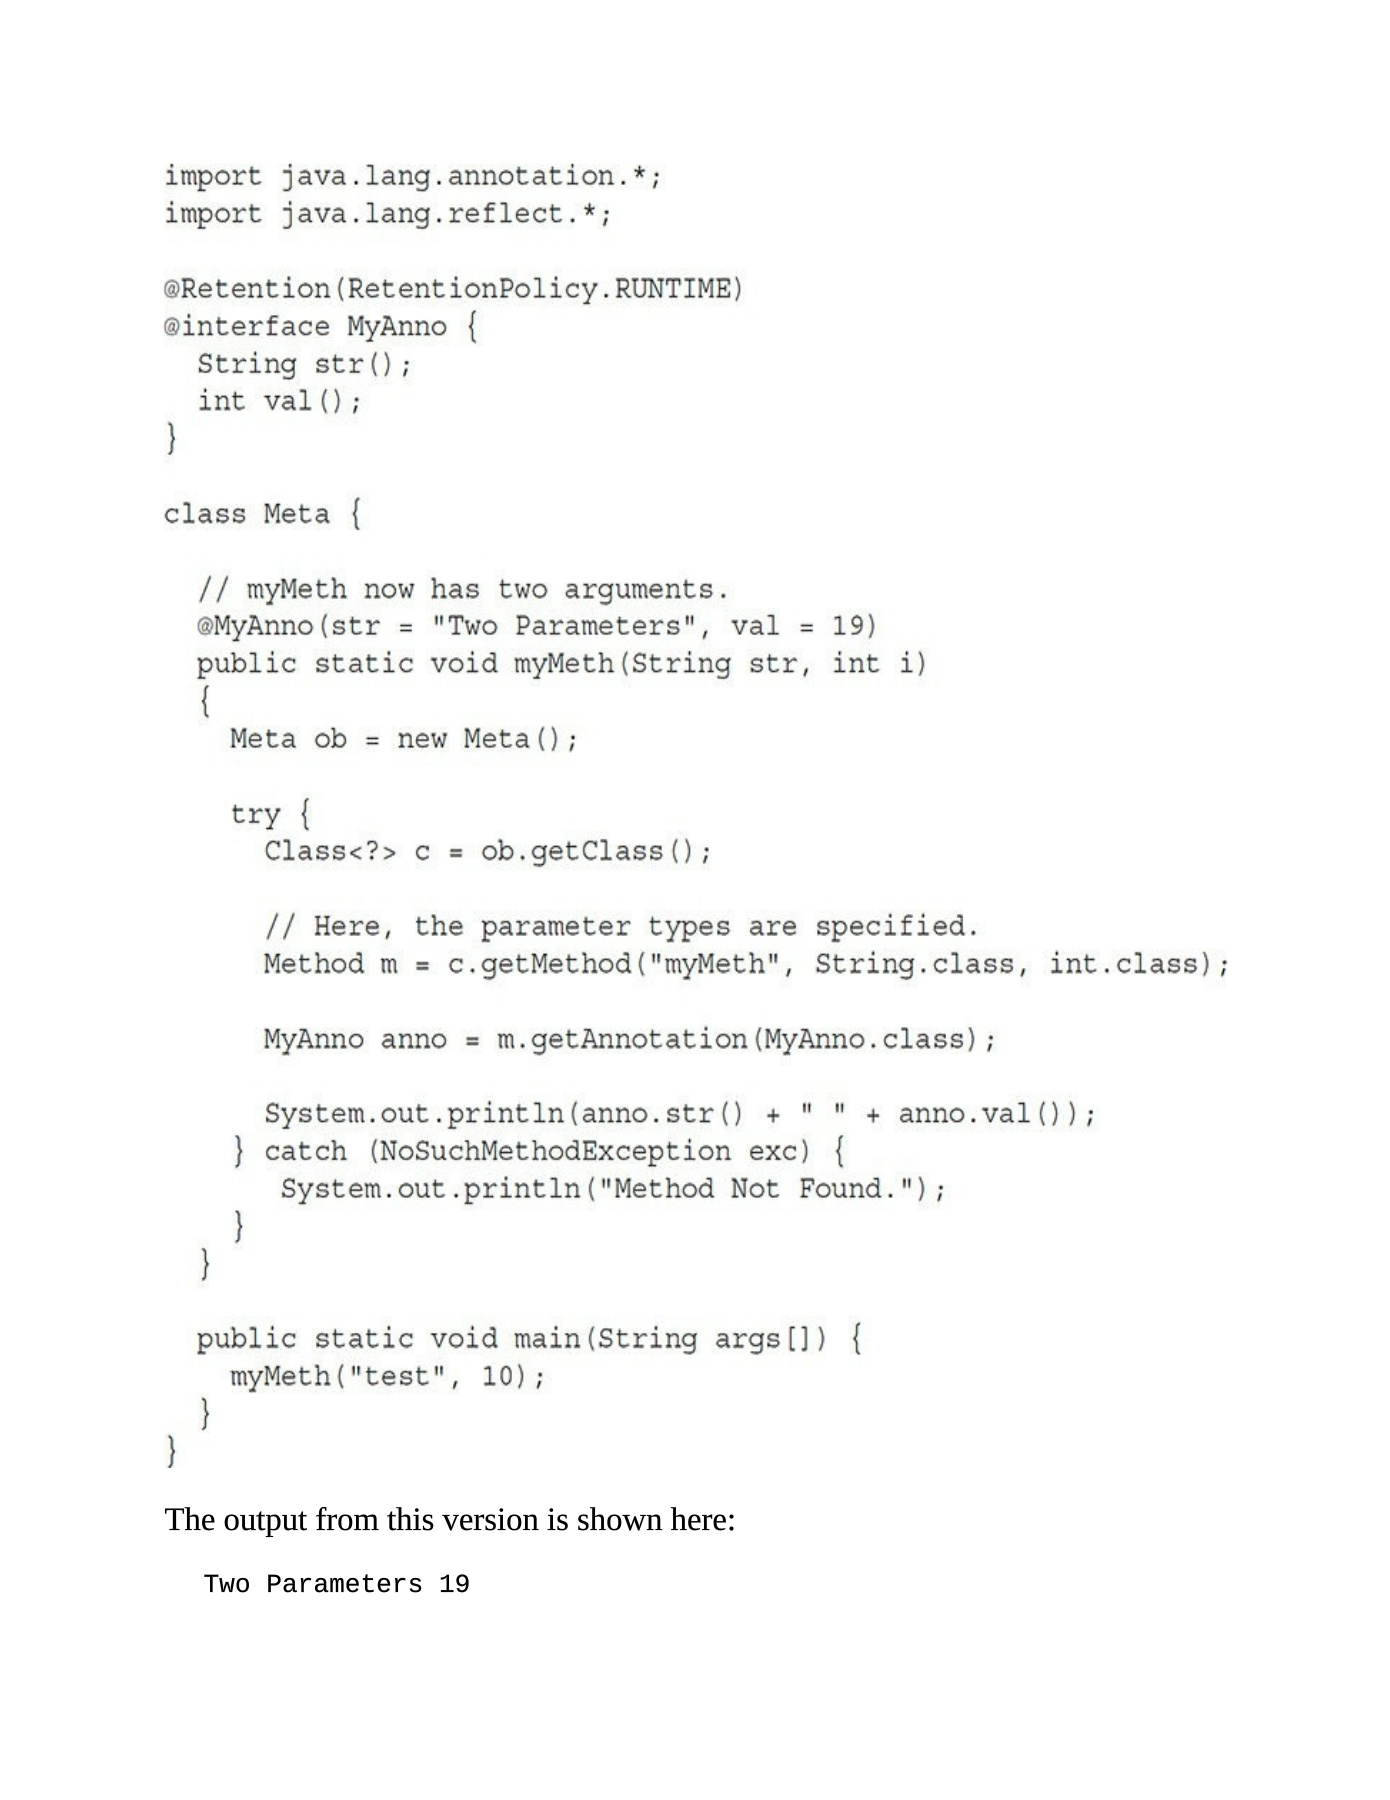 import java.lang.annotation.*;
import java.lang.reflect.*;

@Retention(RetentionPolicy.RUNTIME)
@interface MyAnno {
  String str();
  int val();
}

class Meta {

  // myMeth now has two arguments.
  @MyAnno(str = "Two Parameters", val = 19)
  public static void myMeth(String str, int i)
  {
    Meta ob = new Meta();

    try {
      Class<?> c = ob.getClass();

      // Here, the parameter types are specified.
      Method m = c.getMethod("myMeth", String.class, int.class);

      MyAnno anno = m.getAnnotation(MyAnno.class);

      System.out.println(anno.str() + " " + anno.val());
    } catch (NoSuchMethodException exc) {
       System.out.println("Method Not Found.");
    }
  }

  public static void main(String args[]) {
    myMeth("test", 10);
  }
}
The output from this version is shown here:
Two Parameters 19